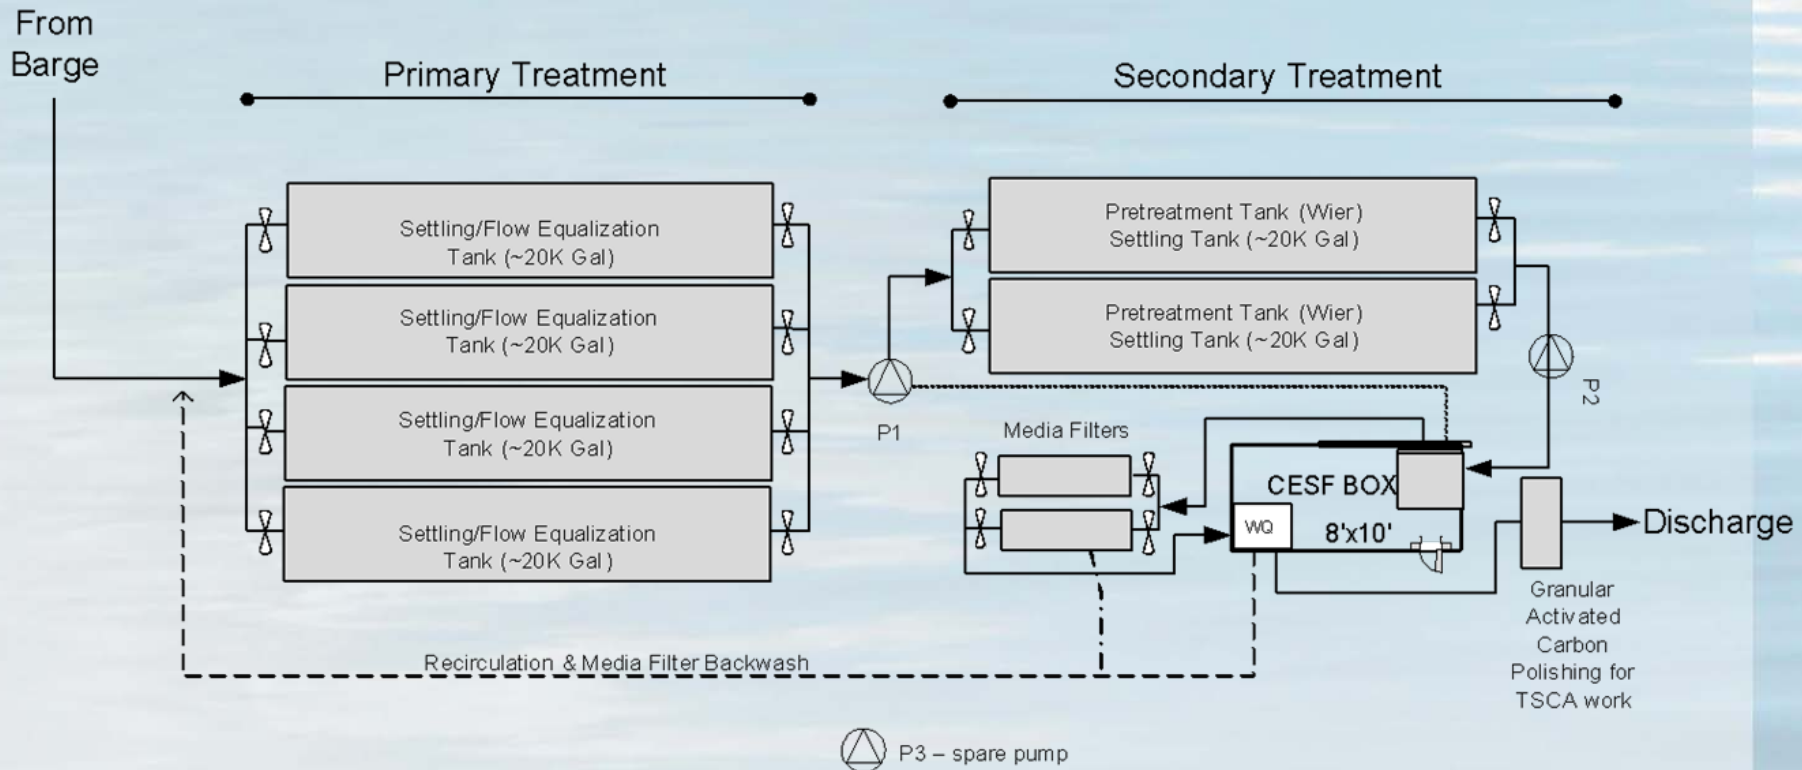 From
Barge
Primary Treatment
Secondary Treatment
Settling/Flow Equalization
Tank (~20K Gal)
Settling/Flow Equalization
Tank (~20K Gal)
Settling/Flow Equalization
Tank (~20K Gal)
Settling/Flow Equalization
Tank (~20K Gal)
P1
Pretreatment Tank (Wier)
Settling Tank (~20K Gal)
Pretreatment Tank (Wier)
Settling Tank (~20K Gal)
P2
Media Filters
CESF BOX
8'x10'
WQ
Discharge
Granular
Activated
Carbon
Polishing for
TSCA work
Recirculation & Media Filter Backwash
P3 – spare pump